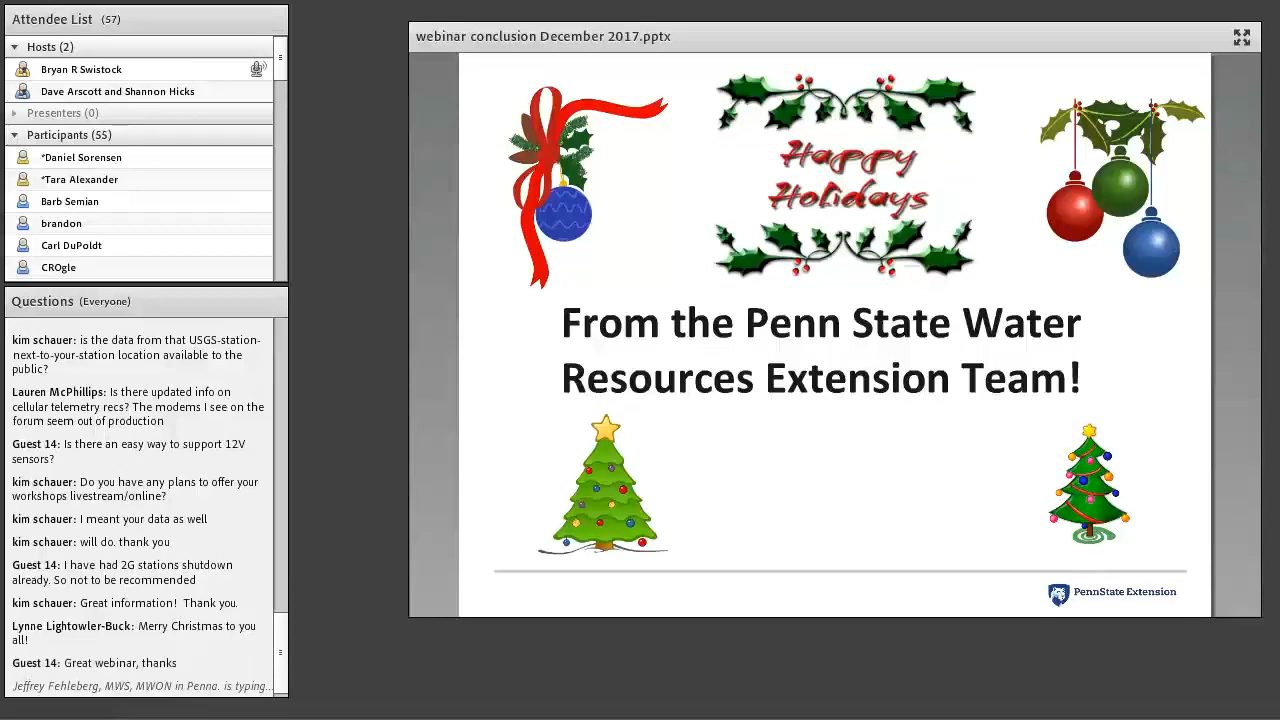 Attendee List (57)
Hosts (2)
Bryan R Swistock
Dave Arscott and Shannon Hicks
Presenters (0)
Participants (55)
*Daniel Sorensen
*Tara Alexander
Barb Semian
brandon
Carl DuPoldt
CROgle
Questions (Everyone)
kim schauer: is the data from that USGS-station-
next-to-your-station location available to the
public?
Lauren McPhillips: Is there updated info on
cellular telemetry recs? The modems I see on the
forum seem out of production
Guest 14: Is there an easy way to support 12V
sensors?
kim schauer: Do you have any plans to offer your
workshops livestream/online?
kim schauer: I meant your data as well
kim schauer: will do. thank you
Guest 14: I have had 2G stations shutdown
already. So not to be recommended
kim schauer: Great information! Thank you.
Lynne Lightowler-Buck: Merry Christmas to you
all!
Guest 14: Great webinar, thanks
Jeffrey Fehleberg, MWS, MWON in Penna. is typing...
webinar conclusion December 2017.pptx
Happy
Holidays
From the Penn State Water
Resources Extension Team!
PennState Extension